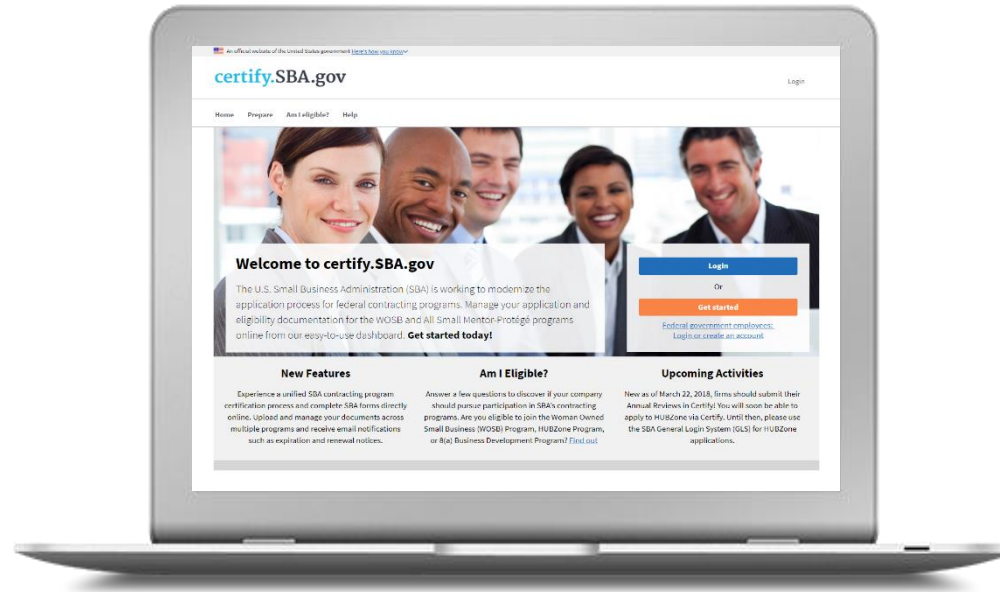 An official website of the United States government Here's how you know
certify.SBA.gov
Login
Home Prepare Am I eligible? Help
Welcome to certify.SBA.gov
The U.S. Small Business Administration (SBA) is working to modernize the
application process for federal contracting programs. Manage your application and
eligibility documentation for the WOSB and All Small Mentor-Protégé programs
online from our easy-to-use dashboard. Get started today!
Login
Or
Get started
Federal government employees:
Login or create an account
New Features
Experience a unified SBA contracting program
certification process and complete SBA forms directly
online. Upload and manage your documents across
multiple programs and receive email notifications
such as expiration and renewal notices.
Am I Eligible?
Answer a few questions to discover if your company
should pursue participation in SBA's contracting
programs. Are you eligible to join the Woman Owned
Small Business (WOSB) Program, HUBZone Program,
or 8(a) Business Development Program? Find out
Upcoming Activities
New as of March 22, 2018, firms should submit their
Annual Reviews in Certify! You will soon be able to
apply to HUBZone via Certify. Until then, please use
the SBA General Login System (GLS) for HUBZone
applications.